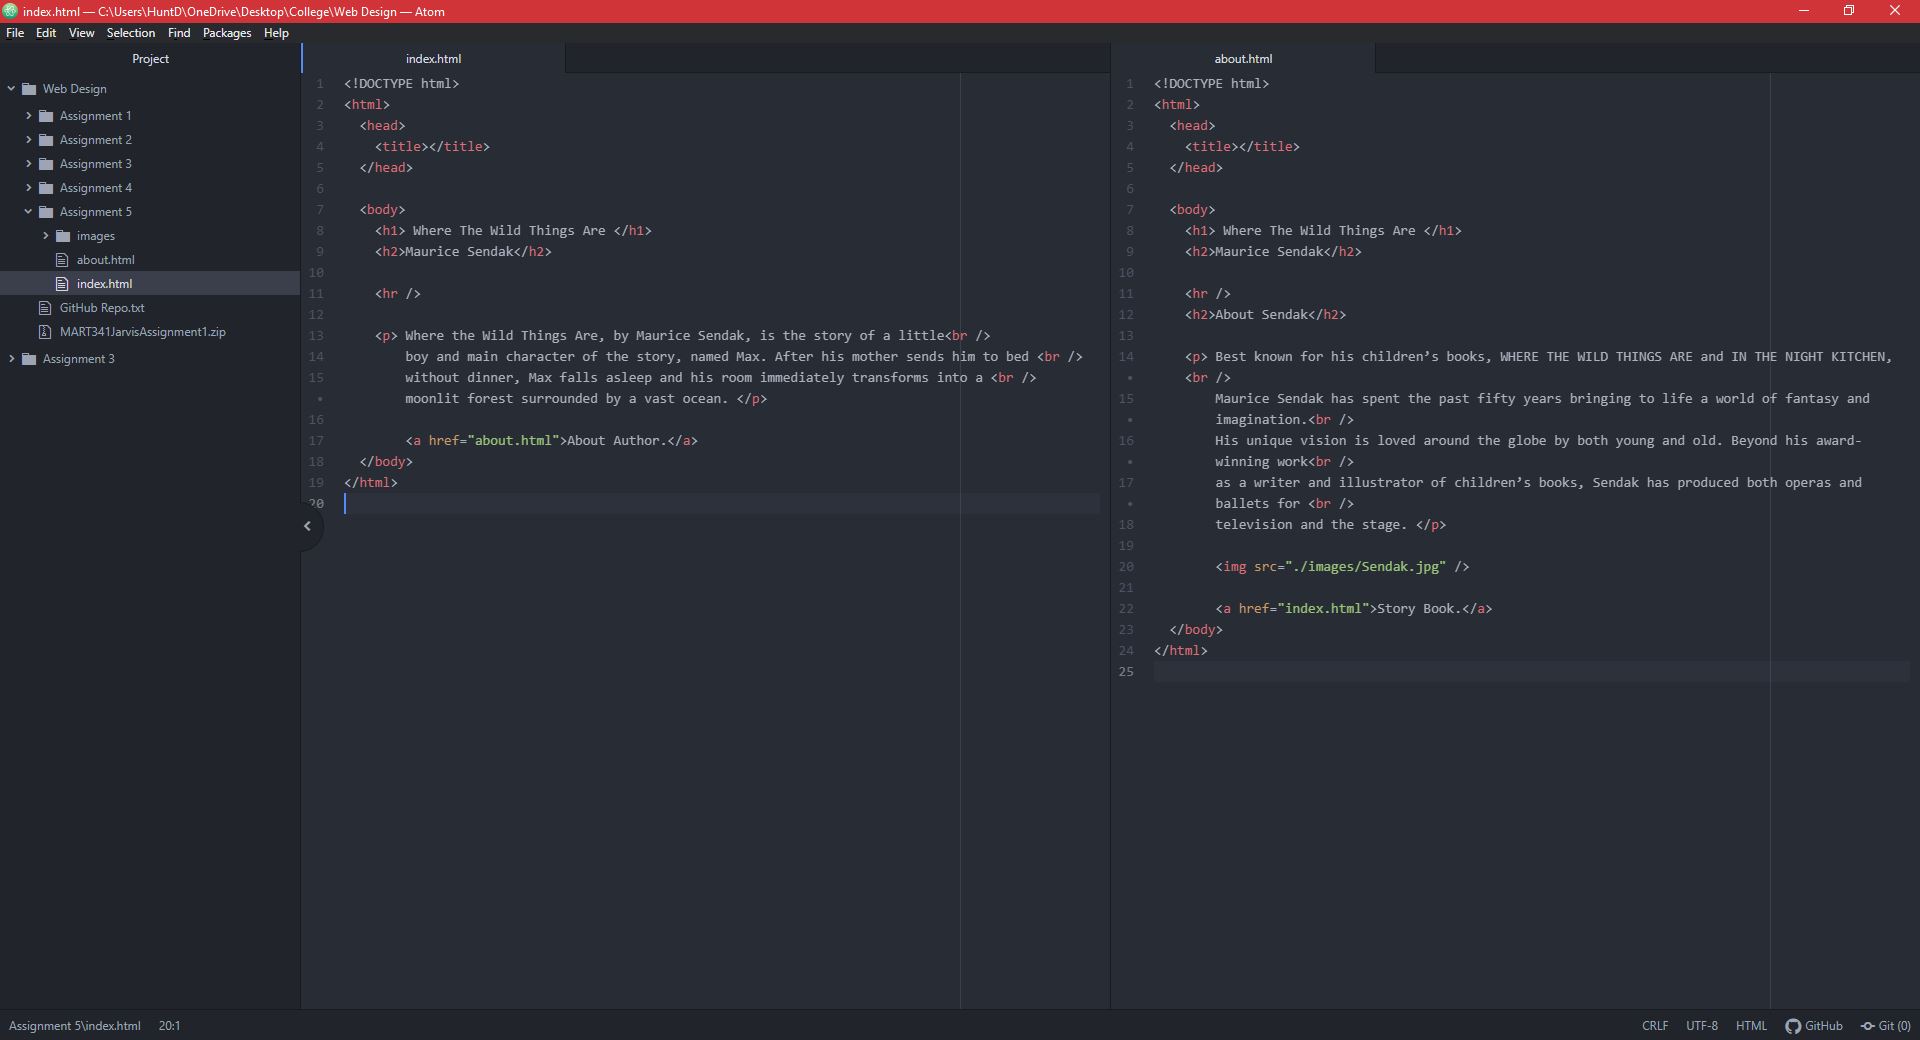 index.html — C:\Users\HuntD\OneDrive\Desktop\College\Web Design — Atom
File Edit View Selection Find Packages Help
Project
Web Design
Assignment 1
Assignment 2
Assignment 3
Assignment 4
Assignment 5
images
about.html
index.html
GitHub Repo.txt
MART341JarvisAssignment1.zip
Assignment 3
index.html
1 <!DOCTYPE html>
2 <html>
3 <head>
4 <title></title>
5 </head>
6
7 <body>
8 <h1> Where The Wild Things Are </h1>
9 <h2>Maurice Sendak</h2>
10
11 <hr />
12
13 <p> Where the Wild Things Are, by Maurice Sendak, is the story of a little<br />
14 boy and main character of the story, named Max. After his mother sends him to bed <br />
15 without dinner, Max falls asleep and his room immediately transforms into a <br />
• moonlit forest surrounded by a vast ocean. </p>
16
17 <a href="about.html">About Author.</a>
18 </body>
19 </html>
20
about.html
1 <!DOCTYPE html>
2 <html>
3 <head>
4 <title></title>
5 </head>
6
7 <body>
8 <h1> Where The Wild Things Are </h1>
9 <h2>Maurice Sendak</h2>
10
11 <hr />
12 <h2>About Sendak</h2>
13
14 <p> Best known for his children’s books, WHERE THE WILD THINGS ARE and IN THE NIGHT KITCHEN,
• <br />
15 Maurice Sendak has spent the past fifty years bringing to life a world of fantasy and
• imagination.<br />
16 His unique vision is loved around the globe by both young and old. Beyond his award-
• winning work<br />
17 as a writer and illustrator of children’s books, Sendak has produced both operas and
• ballets for <br />
18 television and the stage. </p>
19
20 <img src="./images/Sendak.jpg" />
21
22 <a href="index.html">Story Book.</a>
23 </body>
24 </html>
25
Assignment 5\index.html 20:1
CRLF UTF-8 HTML GitHub Git (0)